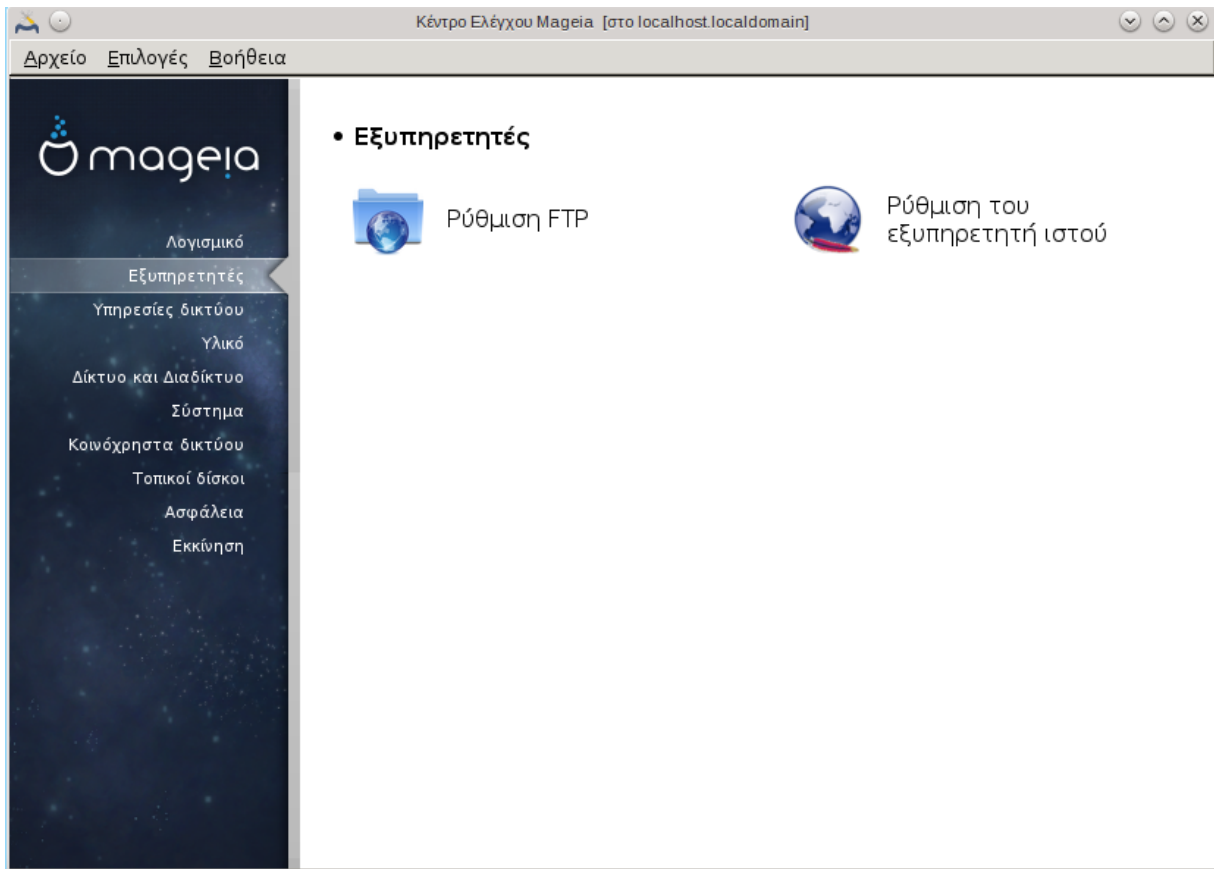 Κέντρο Ελέγχου Mageia [στο localhost.localdomain]
Αρχείο Επιλογές Βοήθεια
mageia
Λογισμικό
Εξυπηρετητές
Υπηρεσίες δικτύου
Υλικό
Δίκτυο και Διαδίκτυο
Σύστημα
Κοινόχρηστα δικτύου
Τοπικοί δίσκοι
Ασφάλεια
Εκκίνηση
• Εξυπηρετητές
Ρύθμιση FTP
Ρύθμιση του
εξυπηρετητή ιστού